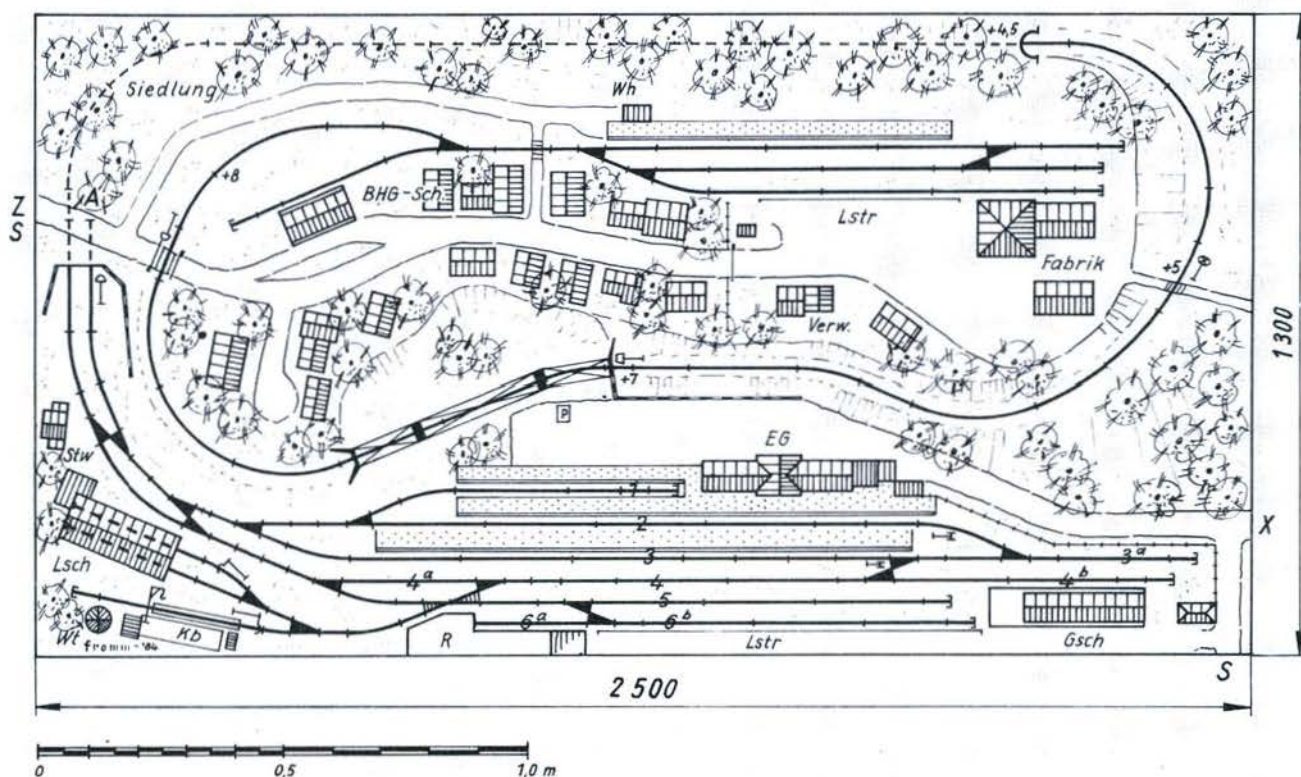 +4,5
Siedlung
Wh
+8
BHG-Sch.
Z
S
A
Lstr
Fabrik
+5
Verw.
+7
P
EG
Stw
1
2
3
3a
X
Lsch
4a
4
4b
5
6a
6b
Wt
fromm-'84
Kb
R
Lstr
Gsch
S
1300
2 500
0
0,5
1,0 m